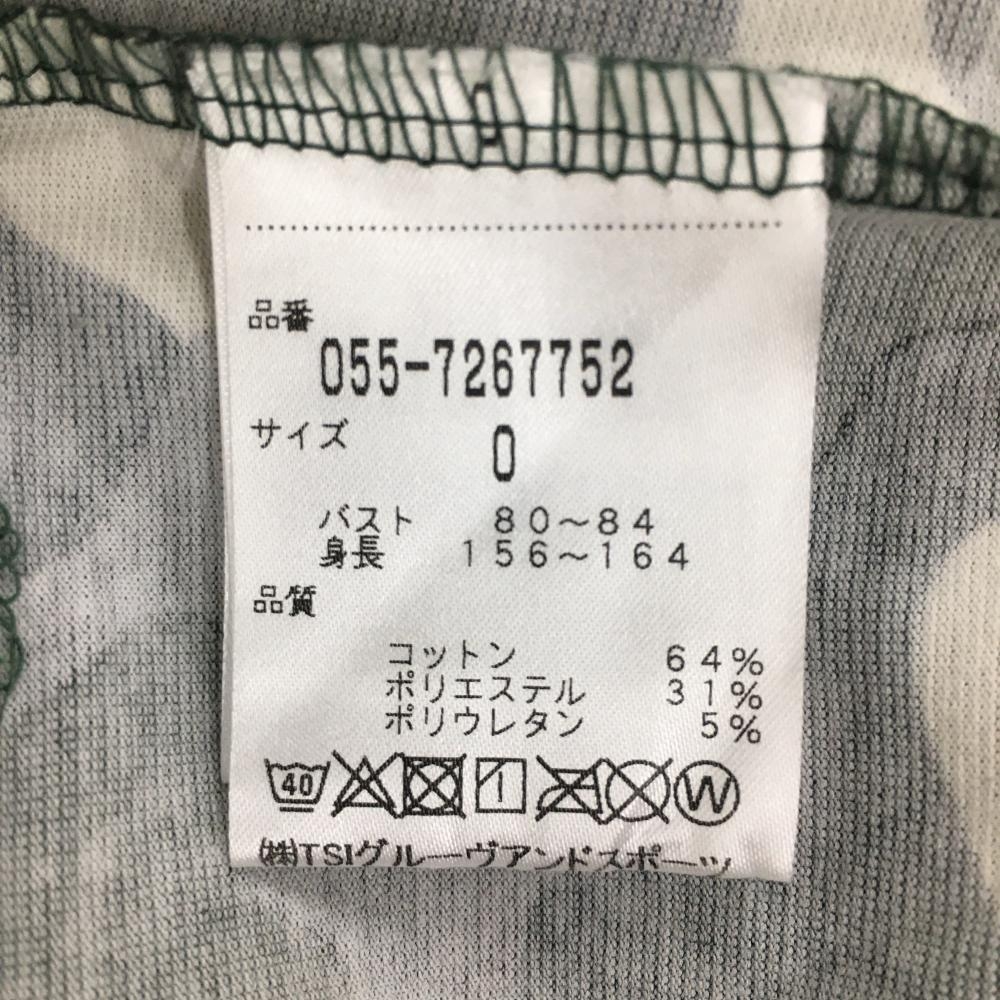 品番
055-7267752
サイズ 0
バスト 80〜84
身長 156〜164
品質
コットン 64%
ポリエステル 31%
ポリウレタン 5%
40 W
㈱TSIグルーヴアンドスポーツ